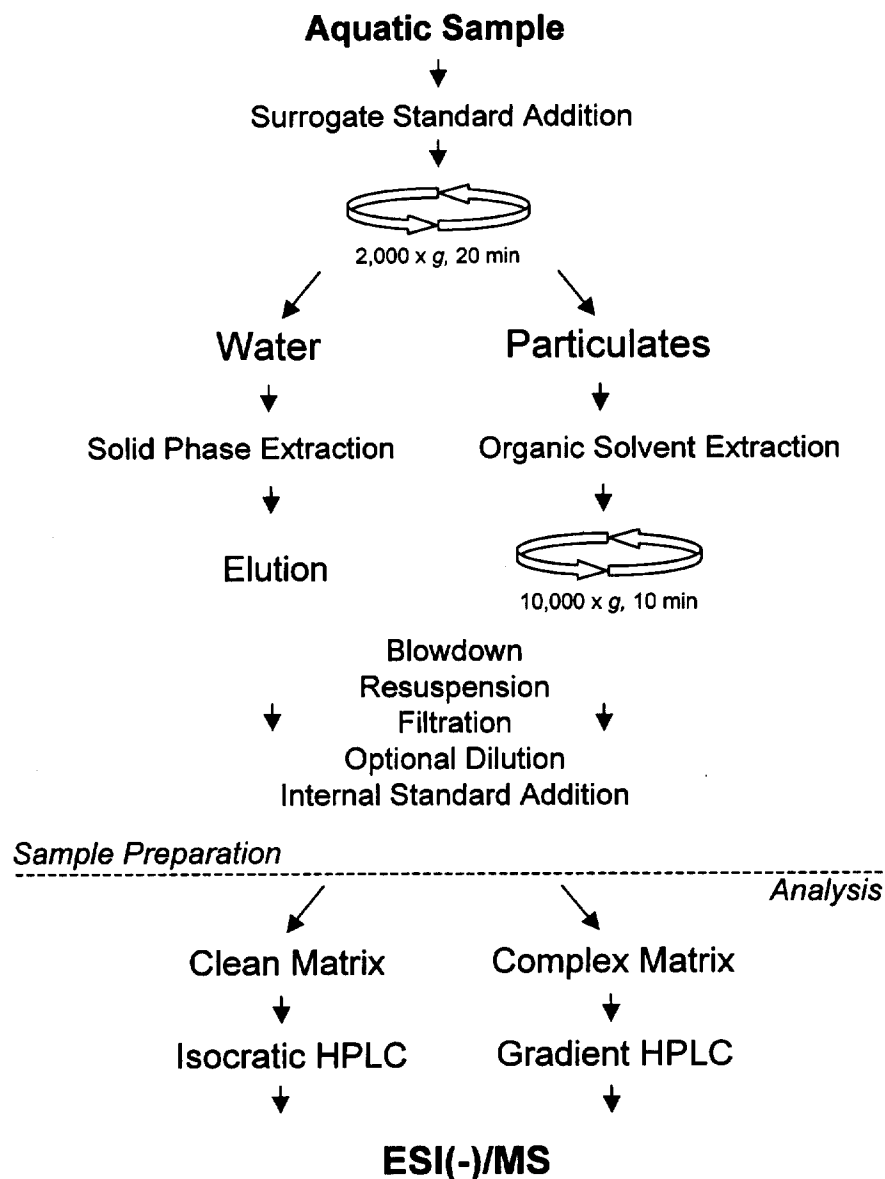 Aquatic Sample
Surrogate Standard Addition
2,000 x g, 20 min
Water
Particulates
Solid Phase Extraction
Organic Solvent Extraction
Elution
10,000 x g, 10 min
Blowdown
Resuspension
Filtration
Optional Dilution
Internal Standard Addition
Sample Preparation
Analysis
Clean Matrix
Complex Matrix
Isocratic HPLC
Gradient HPLC
ESI(-)/MS